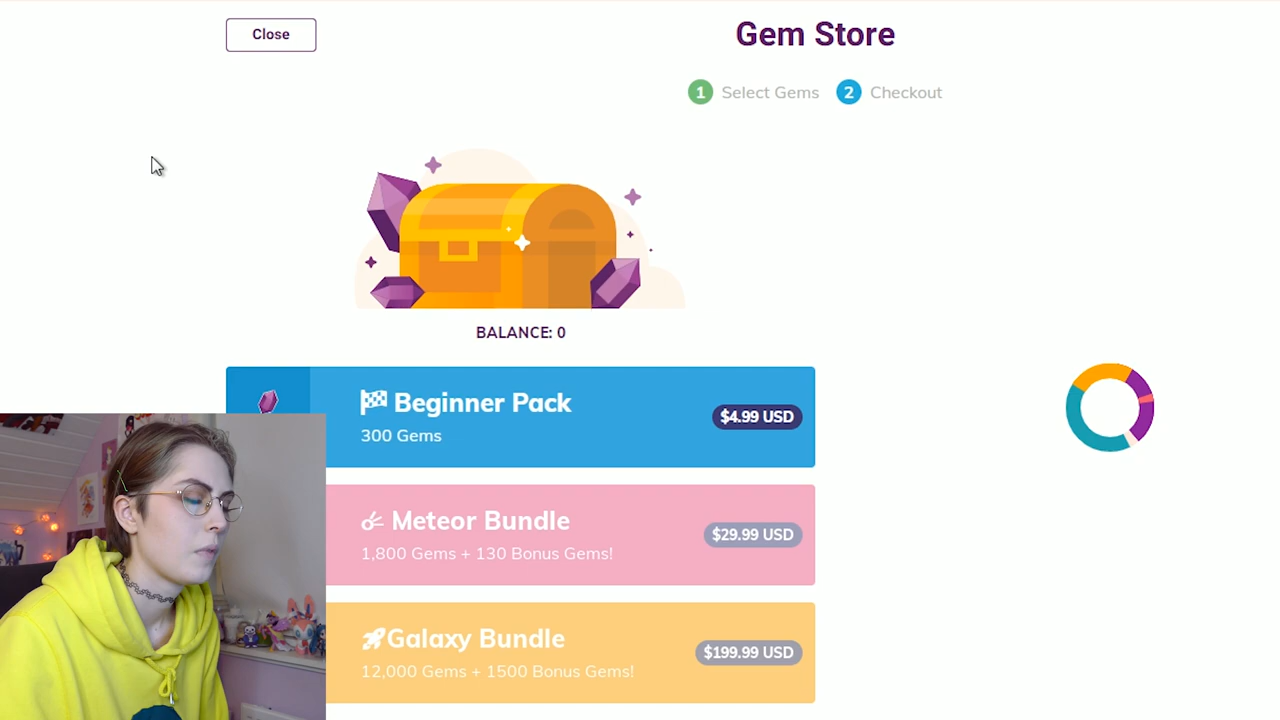 Close
Gem Store
1 Select Gems 2 Checkout
BALANCE: 0
Beginner Pack
300 Gems
$4.99 USD
Meteor Bundle
1,800 Gems + 130 Bonus Gems!
$29.99 USD
Galaxy Bundle
12,000 Gems + 1500 Bonus Gems!
$199.99 USD